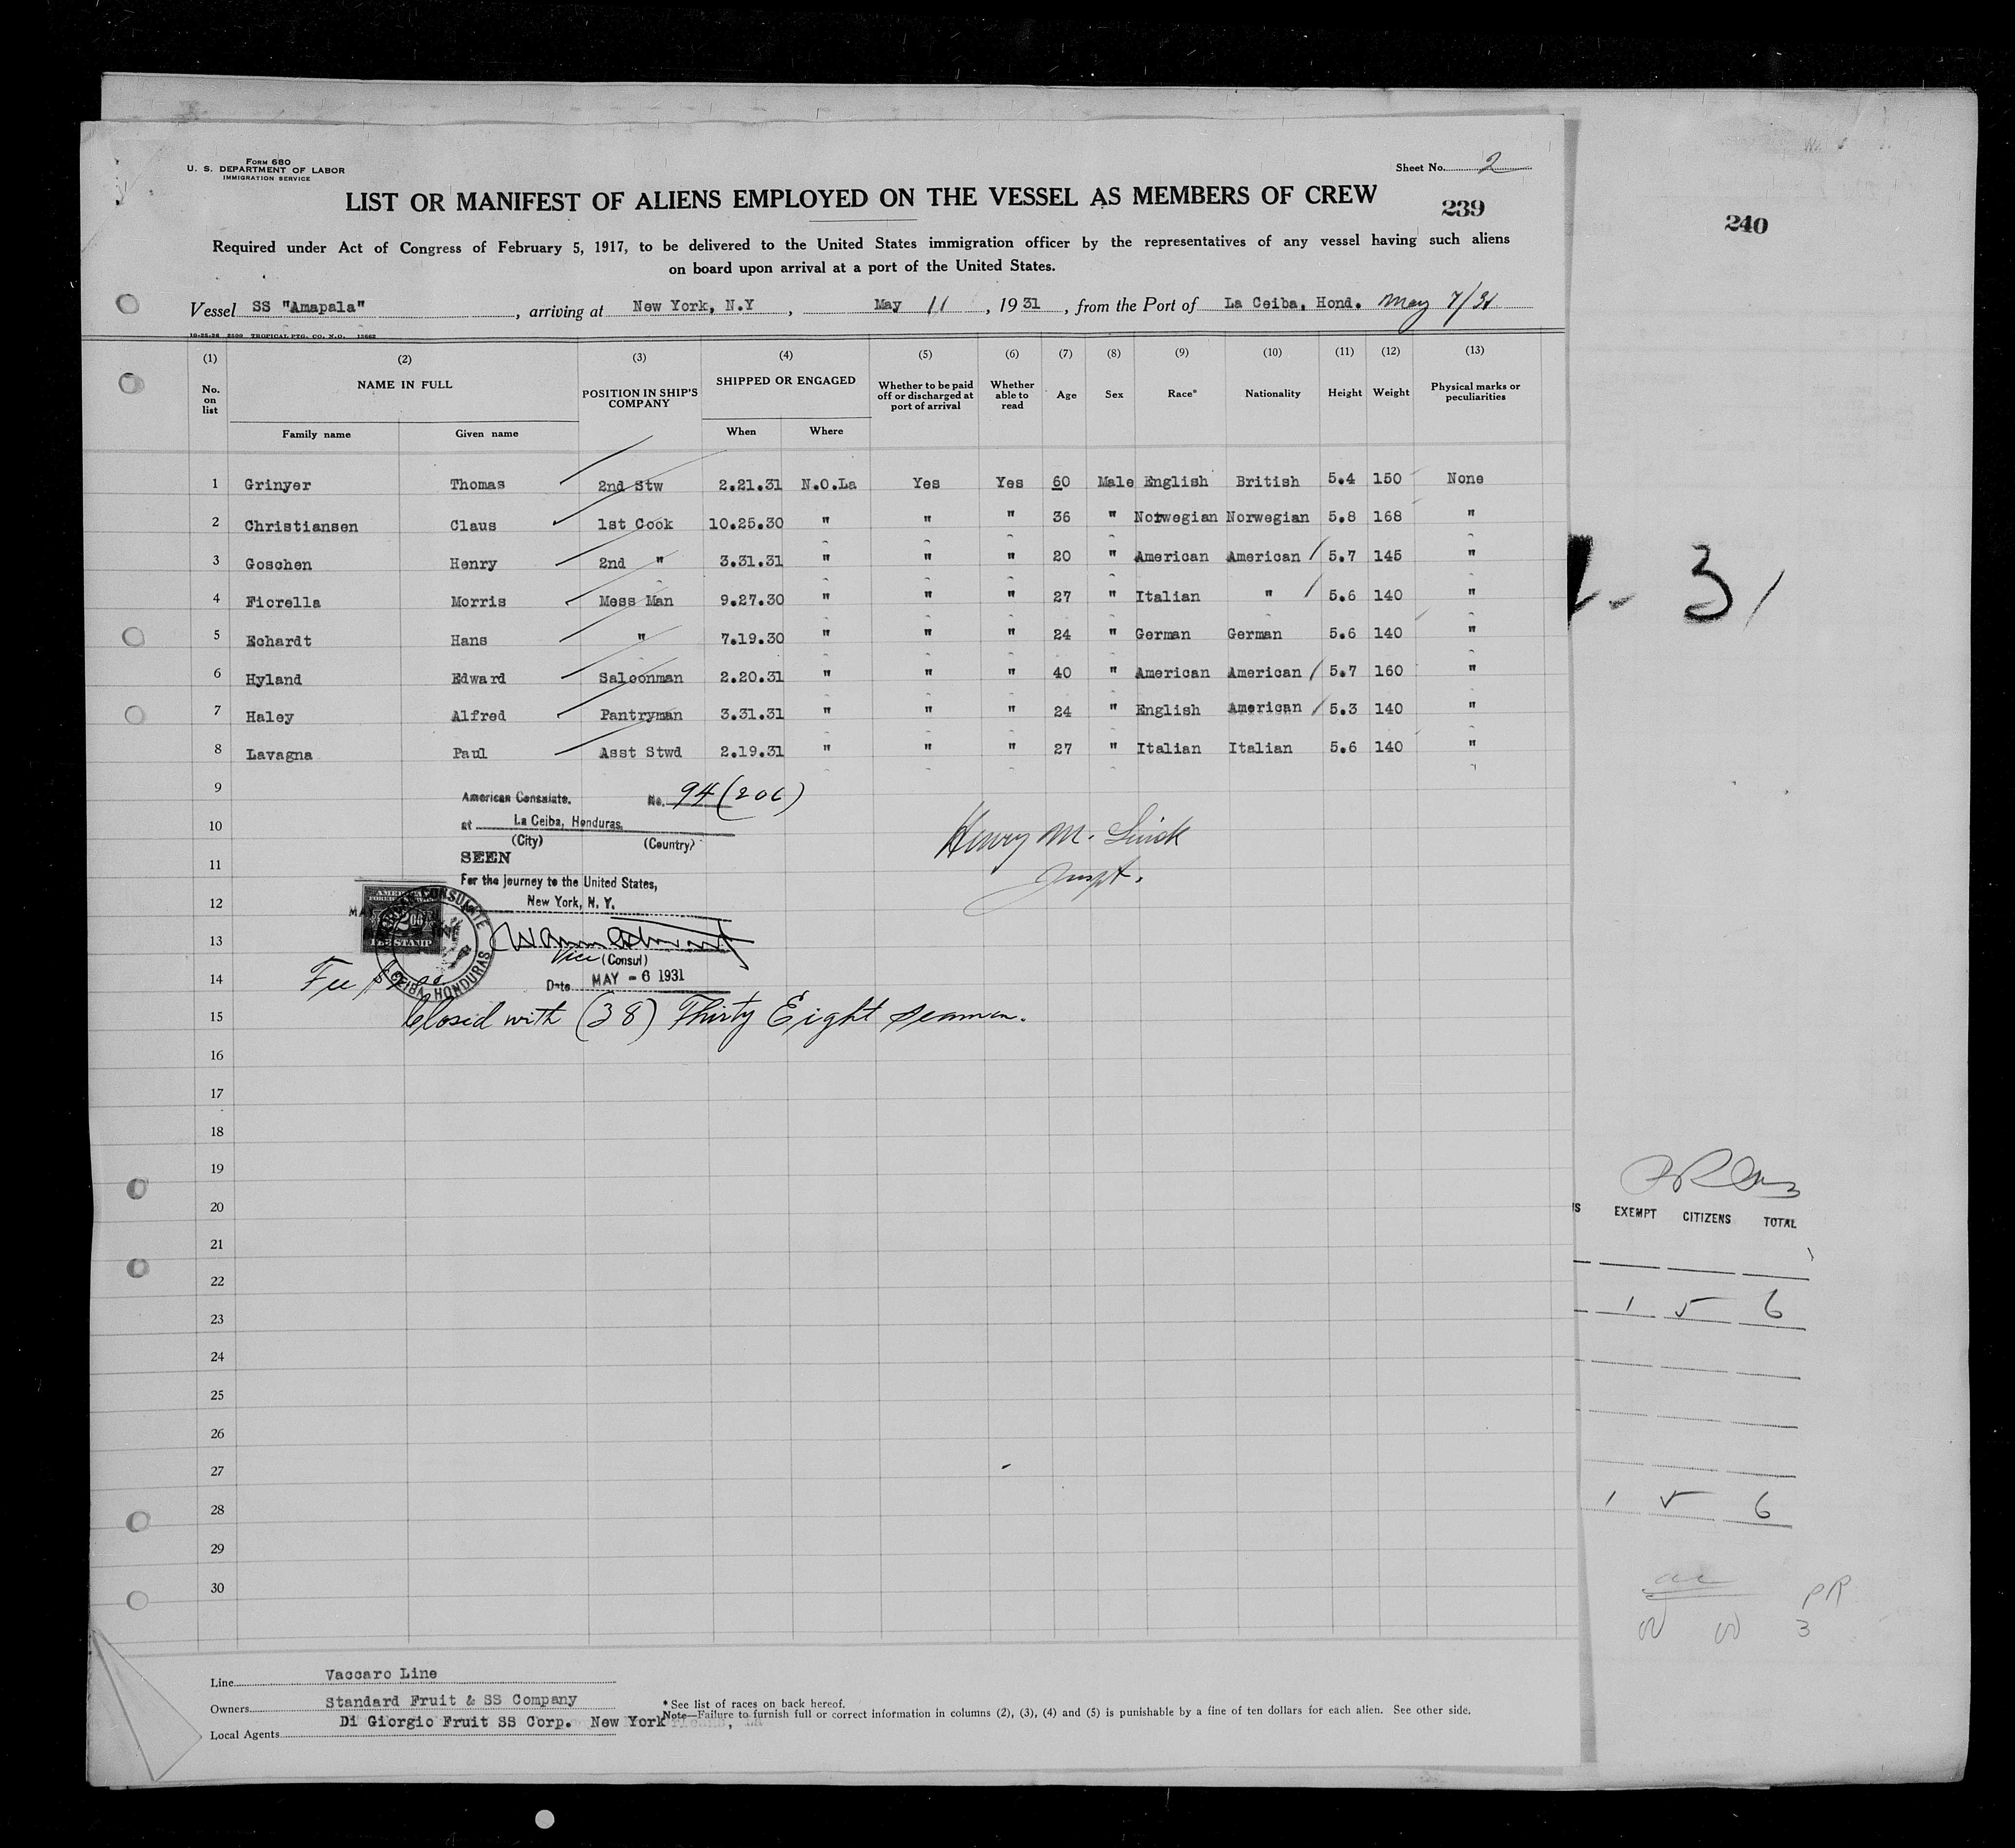 Form 680
U. S. DEPARTMENT OF LABOR
IMMIGRATION SERVICE
Sheet No. 2
LIST OR MANIFEST OF ALIENS EMPLOYED ON THE VESSEL AS MEMBERS OF CREW
239
240
Required under Act of Congress of February 5, 1917, to be delivered to the United States immigration officer by the representatives of any vessel having such aliens
on board upon arrival at a port of the United States.
Vessel SS "Amapala", arriving at New York, N.Y, May 11, 1931, from the Port of La Ceiba, Hond. May 7/31
10-25-26 2500 TROPICAL PTG. CO. N.O. 15662
(1) (2) (3) (4) (5) (6) (7) (8) (9) (10) (11) (12) (13)
No. on list NAME IN FULL POSITION IN SHIP'S COMPANY SHIPPED OR ENGAGED Whether to be paid off or discharged at port of arrival Whether able to read Age Sex Race* Nationality Height Weight Physical marks or peculiarities
Family name Given name When Where
1 Grinyer Thomas 2nd Stw 2.21.31 N.O.La Yes Yes 60 Male English British 5.4 150 None
2 Christiansen Claus 1st Cook 10.25.30 " " " 36 " Norwegian Norwegian 5.8 168 "
3 Goschen Henry 2nd " 3.31.31 " " " 20 " American American / 5.7 145 "
4 Fiorella Morris Mess Man 9.27.30 " " " 27 " Italian " / 5.6 140 "
5 Echardt Hans " 7.19.30 " " " 24 " German German 5.6 140 "
6 Hyland Edward Saloonman 2.20.31 " " " 40 " American American / 5.7 160 "
7 Haley Alfred Pantryman 3.31.31 " " " 24 " English American / 5.3 140 "
8 Lavagna Paul Asst Stwd 2.19.31 " " " 27 " Italian Italian 5.6 140 "
9
American Consulate. No. 94 (206)
10
at La Ceiba, Honduras.
(City) (Country)
Henry M.
11
SEEN
Inspt.
For the journey to the United States,
12
New York, N. Y.
AMERICAN CONSULATE
FEE STAMP
CEIBA HONDURAS
13
Vice (Consul)
14
Date MAY - 6 1931
Fee $
15
Closed with (38) Thirty Eight seamen.
16
17
18
19
20
21
22
23
24
25
26
27
28
29
30
Line Vaccaro Line
Owners Standard Fruit & SS Company
Local Agents Di Giorgio Fruit SS Corp. New York
* See list of races on back hereof.
Note—Failure to furnish full or correct information in columns (2), (3), (4) and (5) is punishable by a fine of ten dollars for each alien. See other side.
31
EXEMPT CITIZENS TOTAL
1 5 6
1 5 6
PR
3